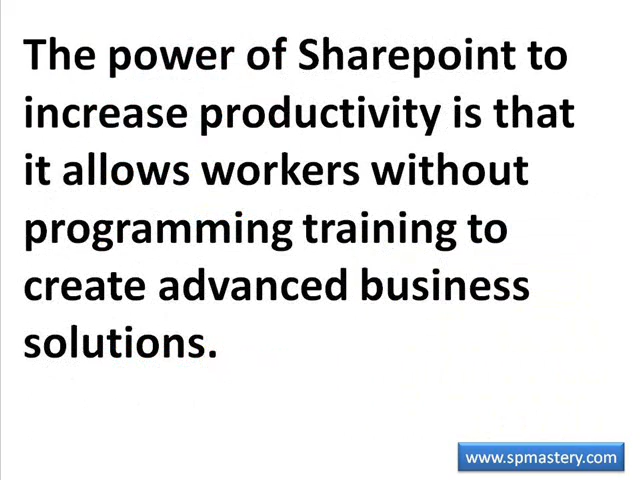 The power of Sharepoint to
increase productivity is that
it allows workers without
programming training to
create advanced business
solutions.
www.spmastery.com